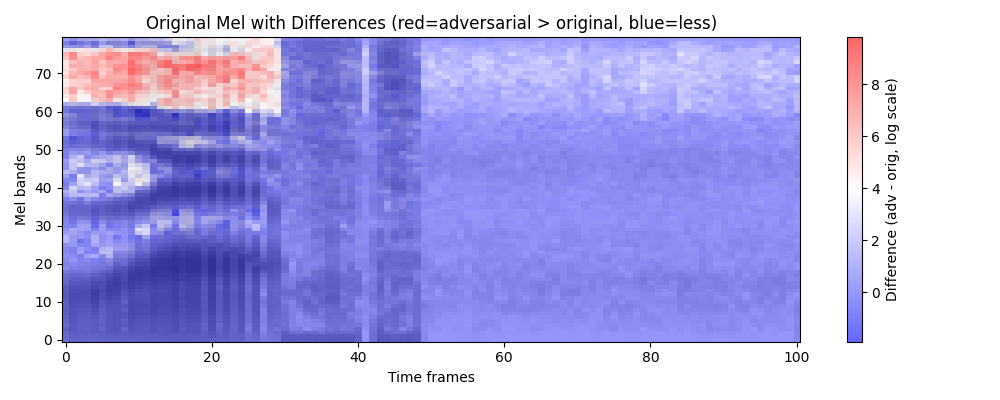 Original Mel with Differences (red=adversarial > original, blue=less)
Mel bands
70
60
50
40
30
20
10
0
0 20 40 60 80 100
Time frames
8
6
4
2
0
Difference (adv - orig, log scale)